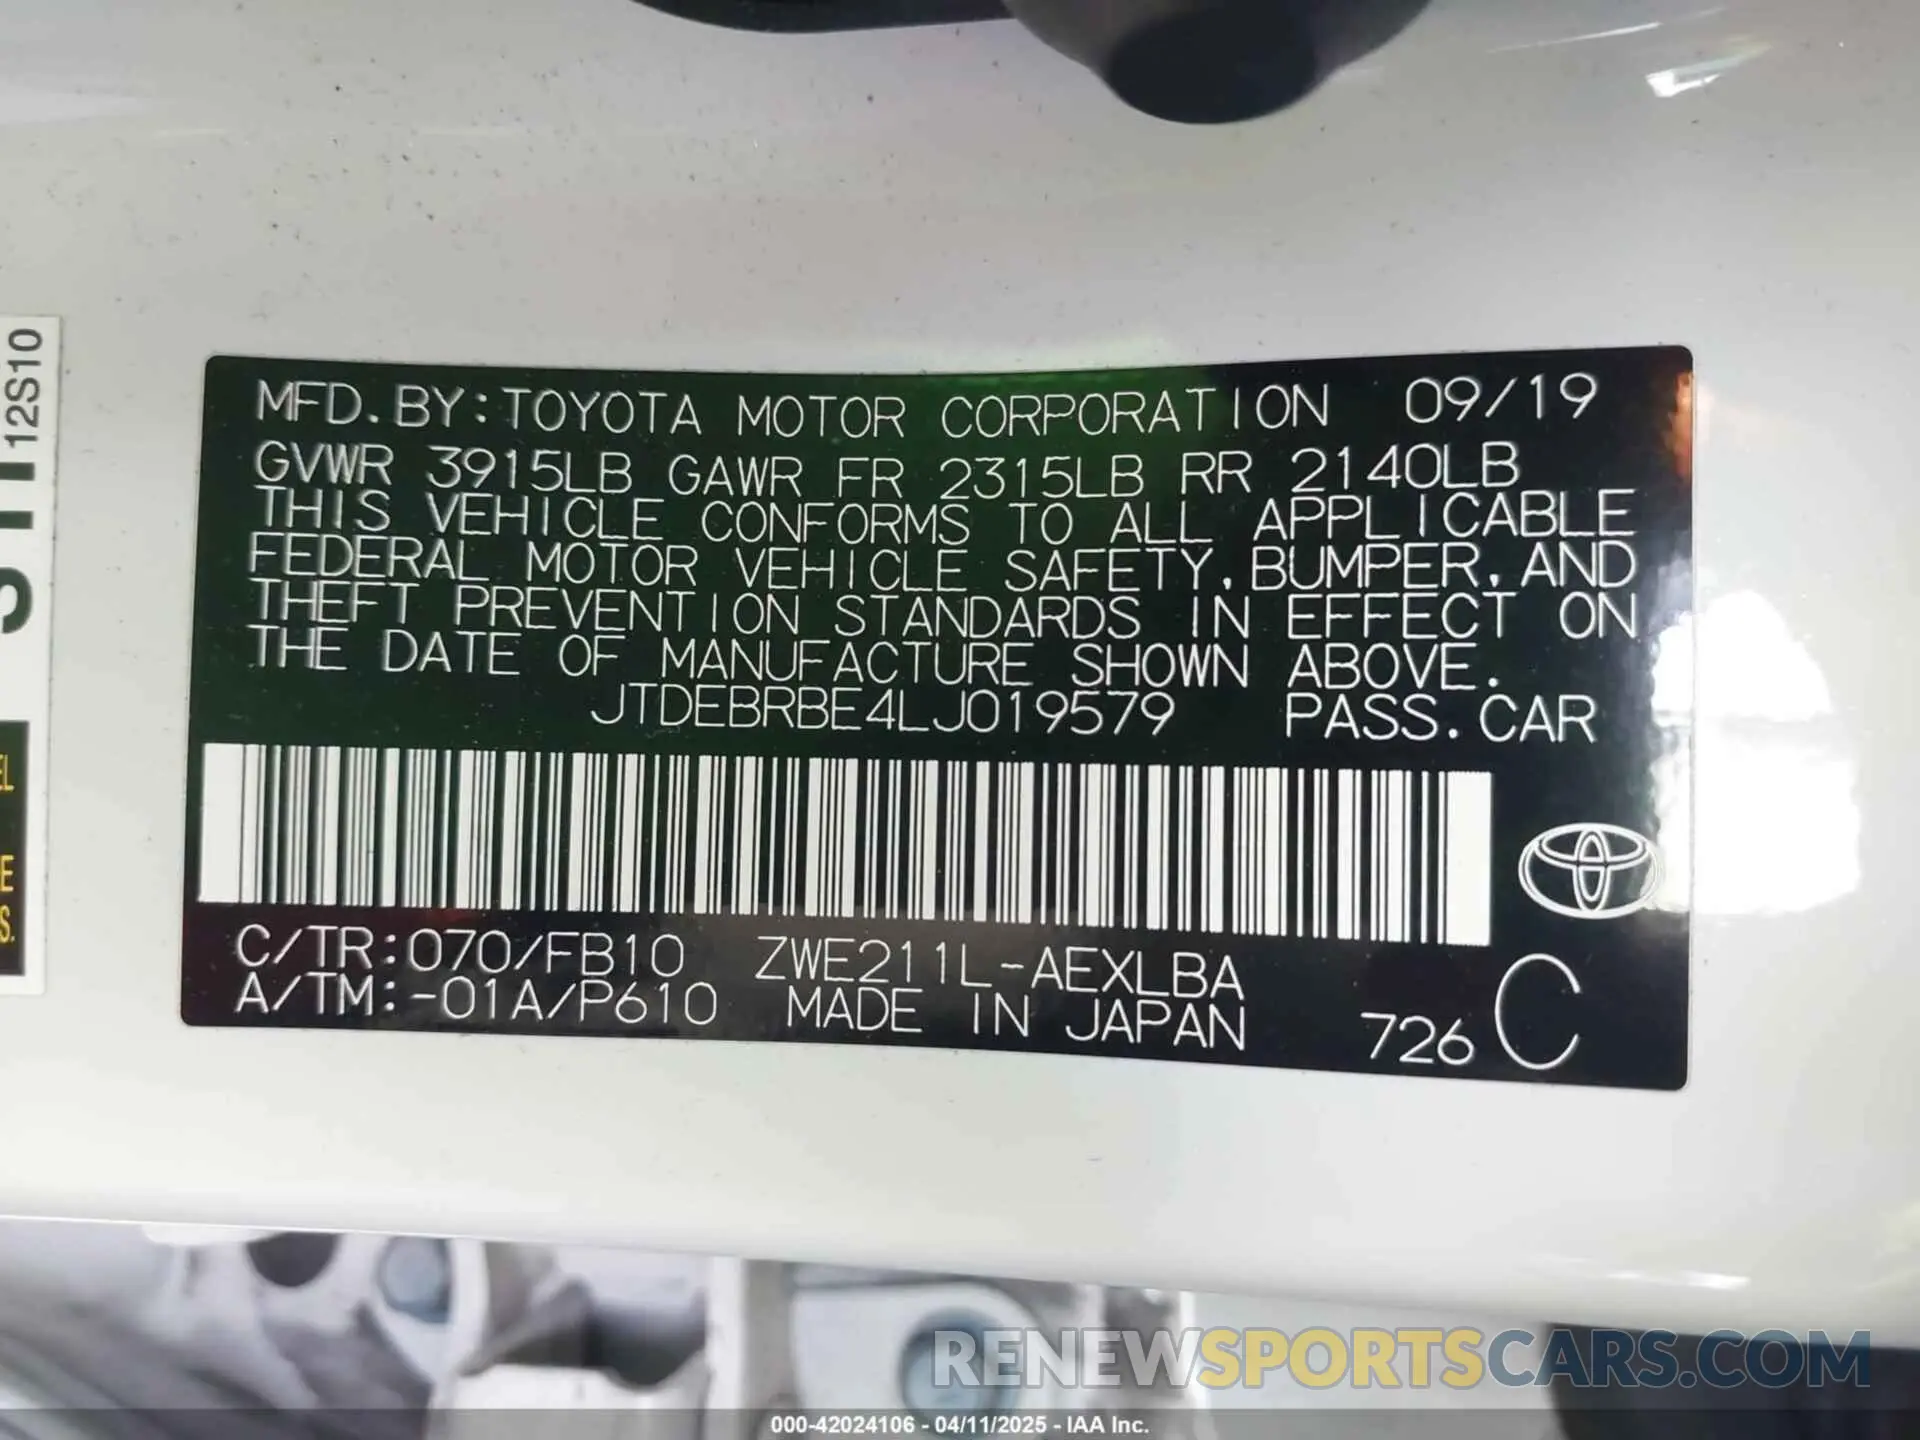 MFD. BY: TOYOTA MOTOR CORPORATION 09/19
GVWR 3915LB GAWR FR 2315LB RR 2140LB
THIS VEHICLE CONFORMS TO ALL APPLICABLE
FEDERAL MOTOR VEHICLE SAFETY, BUMPER, AND
THEFT PREVENTION STANDARDS IN EFFECT ON
THE DATE OF MANUFACTURE SHOWN ABOVE.
JTDEBRBE4LJ019579 PASS. CAR
C/TR: 070/FB10 ZWE211L-AEXLBA
A/TM: -01A/P610 MADE IN JAPAN 726 C
12S10
RENEWSPORTSCARS.COM
000-42024106 - 04/11/2025 - IAA Inc.